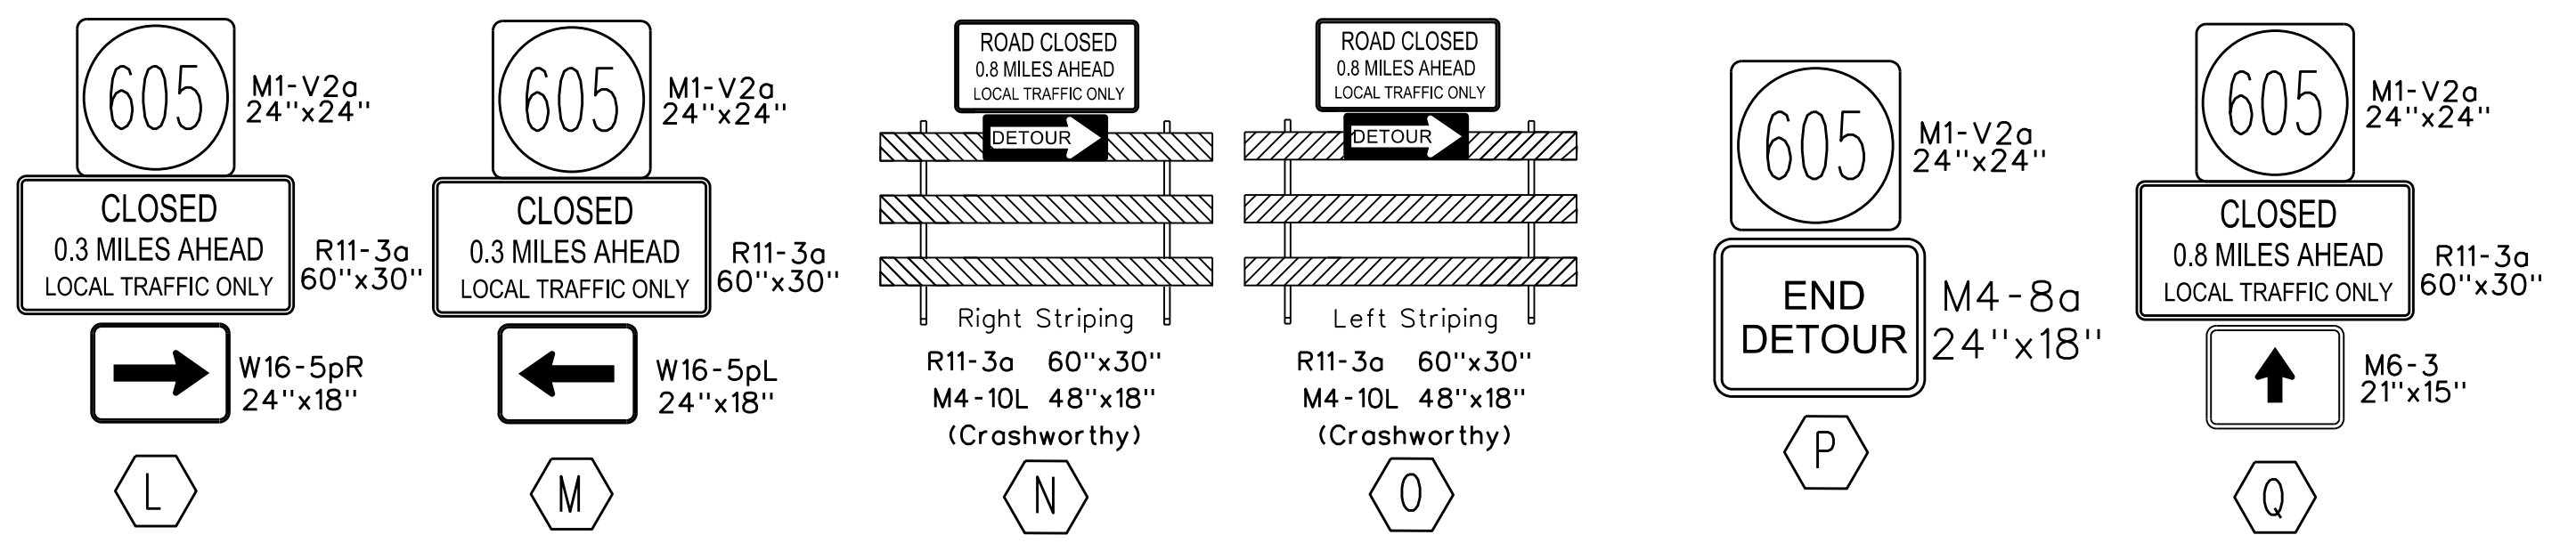 605
M1-V2a
24"x24"
CLOSED
0.3 MILES AHEAD
LOCAL TRAFFIC ONLY
R11-3a
60"x30"
W16-5pR
24"x18"
L
605
M1-V2a
24"x24"
CLOSED
0.3 MILES AHEAD
LOCAL TRAFFIC ONLY
R11-3a
60"x30"
W16-5pL
24"x18"
M
ROAD CLOSED
0.8 MILES AHEAD
LOCAL TRAFFIC ONLY
DETOUR
Right Striping
R11-3a 60"x30"
M4-10L 48"x18"
(Crashworthy)
N
ROAD CLOSED
0.8 MILES AHEAD
LOCAL TRAFFIC ONLY
DETOUR
Left Striping
R11-3a 60"x30"
M4-10L 48"x18"
(Crashworthy)
O
605
M1-V2a
24"x24"
END
DETOUR
M4-8a
24"x18"
P
605
M1-V2a
24"x24"
CLOSED
0.8 MILES AHEAD
LOCAL TRAFFIC ONLY
R11-3a
60"x30"
M6-3
21"x15"
Q